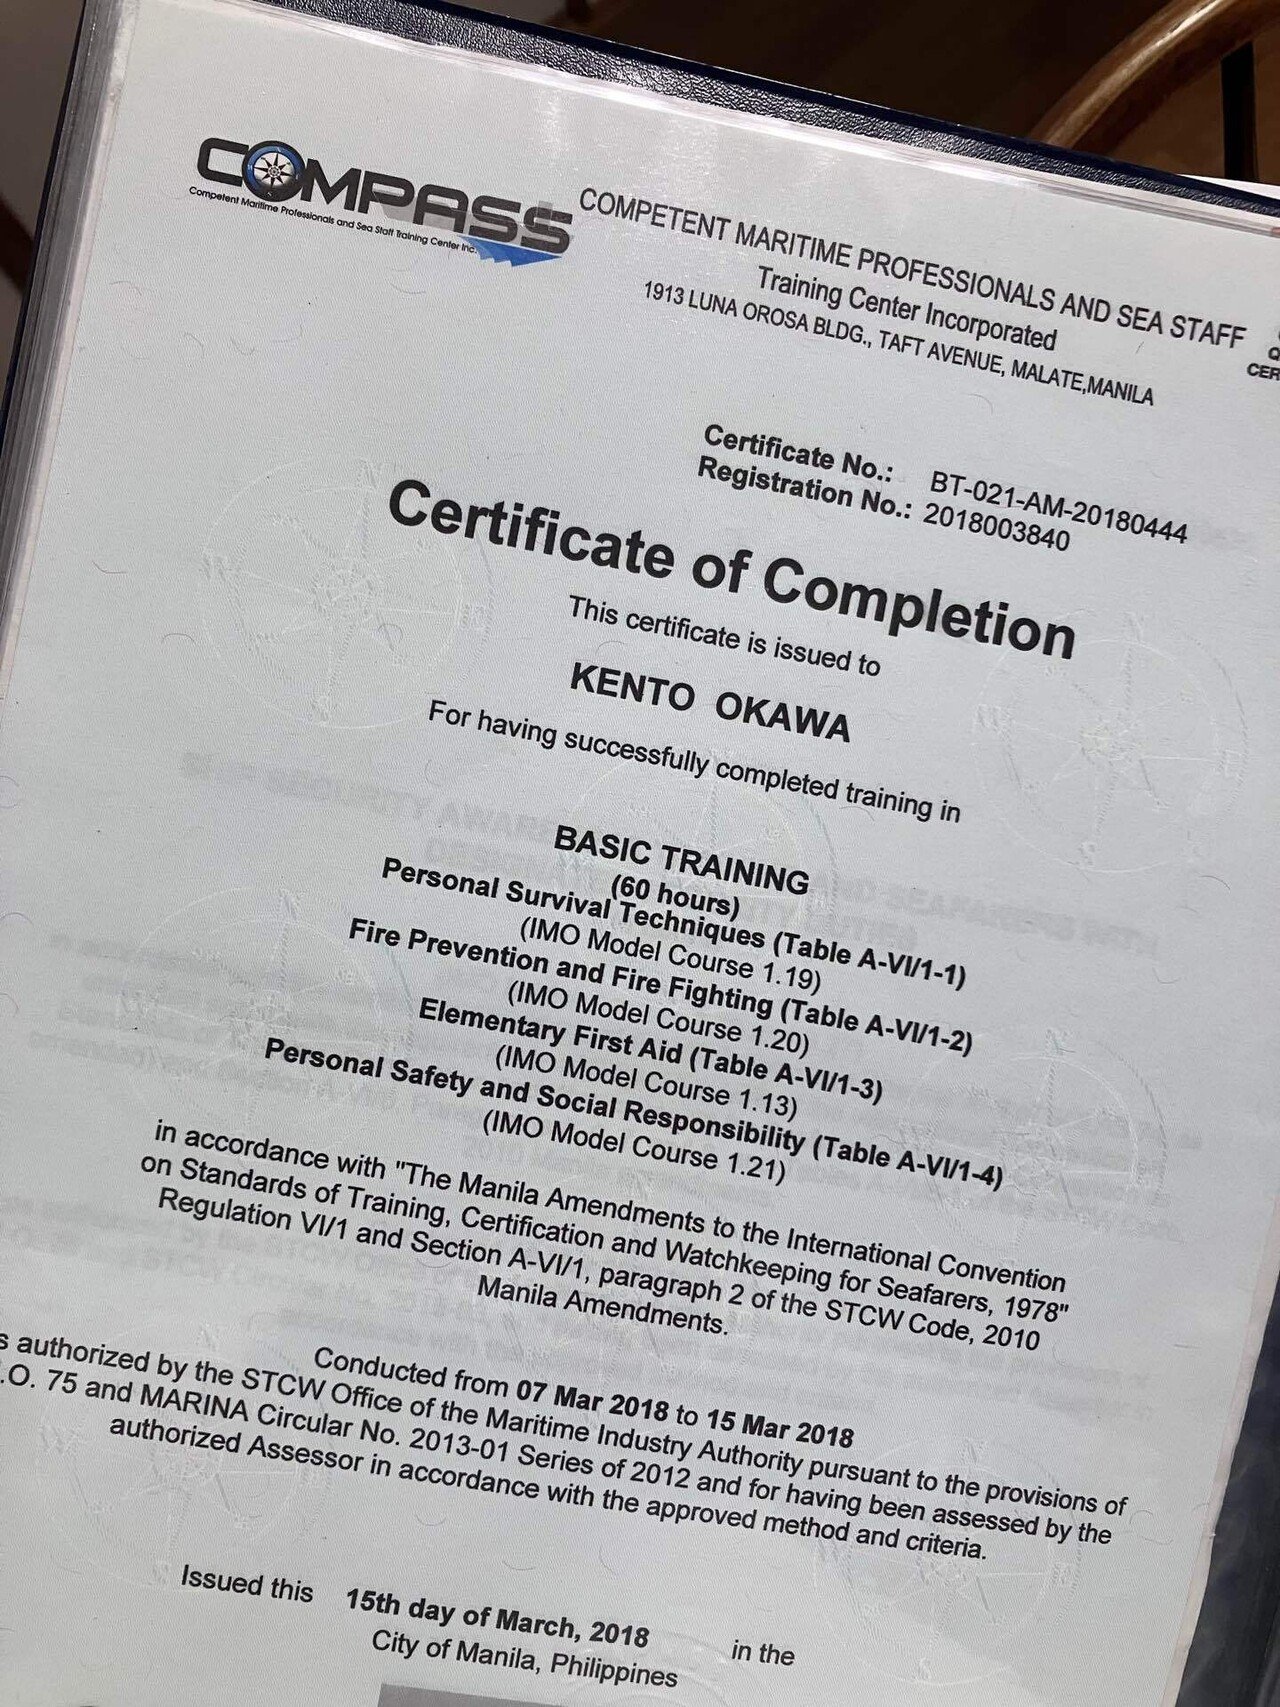 COMPASS
Competent Maritime Professionals and Sea Staff Training Center Inc.
COMPETENT MARITIME PROFESSIONALS AND SEA STAFF
Training Center Incorporated
1913 LUNA OROSA BLDG., TAFT AVENUE, MALATE,MANILA
CER
Certificate No.: BT-021-AM-20180444
Registration No.: 2018003840
Certificate of Completion
This certificate is issued to
KENTO OKAWA
For having successfully completed training in
BASIC TRAINING
(60 hours)
Personal Survival Techniques (Table A-VI/1-1)
(IMO Model Course 1.19)
Fire Prevention and Fire Fighting (Table A-VI/1-2)
(IMO Model Course 1.20)
Elementary First Aid (Table A-VI/1-3)
(IMO Model Course 1.13)
Personal Safety and Social Responsibility (Table A-VI/1-4)
(IMO Model Course 1.21)
in accordance with "The Manila Amendments to the International Convention
on Standards of Training, Certification and Watchkeeping for Seafarers, 1978"
Regulation VI/1 and Section A-VI/1, paragraph 2 of the STCW Code, 2010
Manila Amendments.
Conducted from 07 Mar 2018 to 15 Mar 2018
s authorized by the STCW Office of the Maritime Industry Authority pursuant to the provisions of
.O. 75 and MARINA Circular No. 2013-01 Series of 2012 and for having been assessed by the
authorized Assessor in accordance with the approved method and criteria.
Issued this 15th day of March, 2018 in the
City of Manila, Philippines